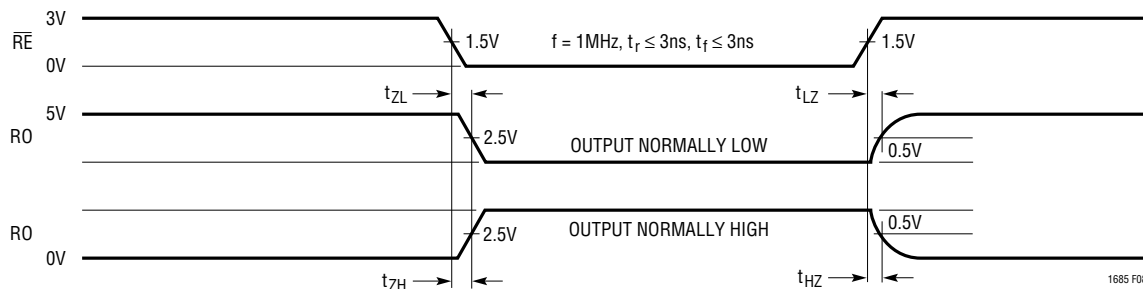 3V
RE
1.5V
f = 1MHz, tr ≤ 3ns, tf ≤ 3ns
1.5V
0V
tZL
tLZ
5V
RO
2.5V
OUTPUT NORMALLY LOW
0.5V
RO
2.5V
OUTPUT NORMALLY HIGH
0.5V
0V
tZH
tHZ
1685 F08